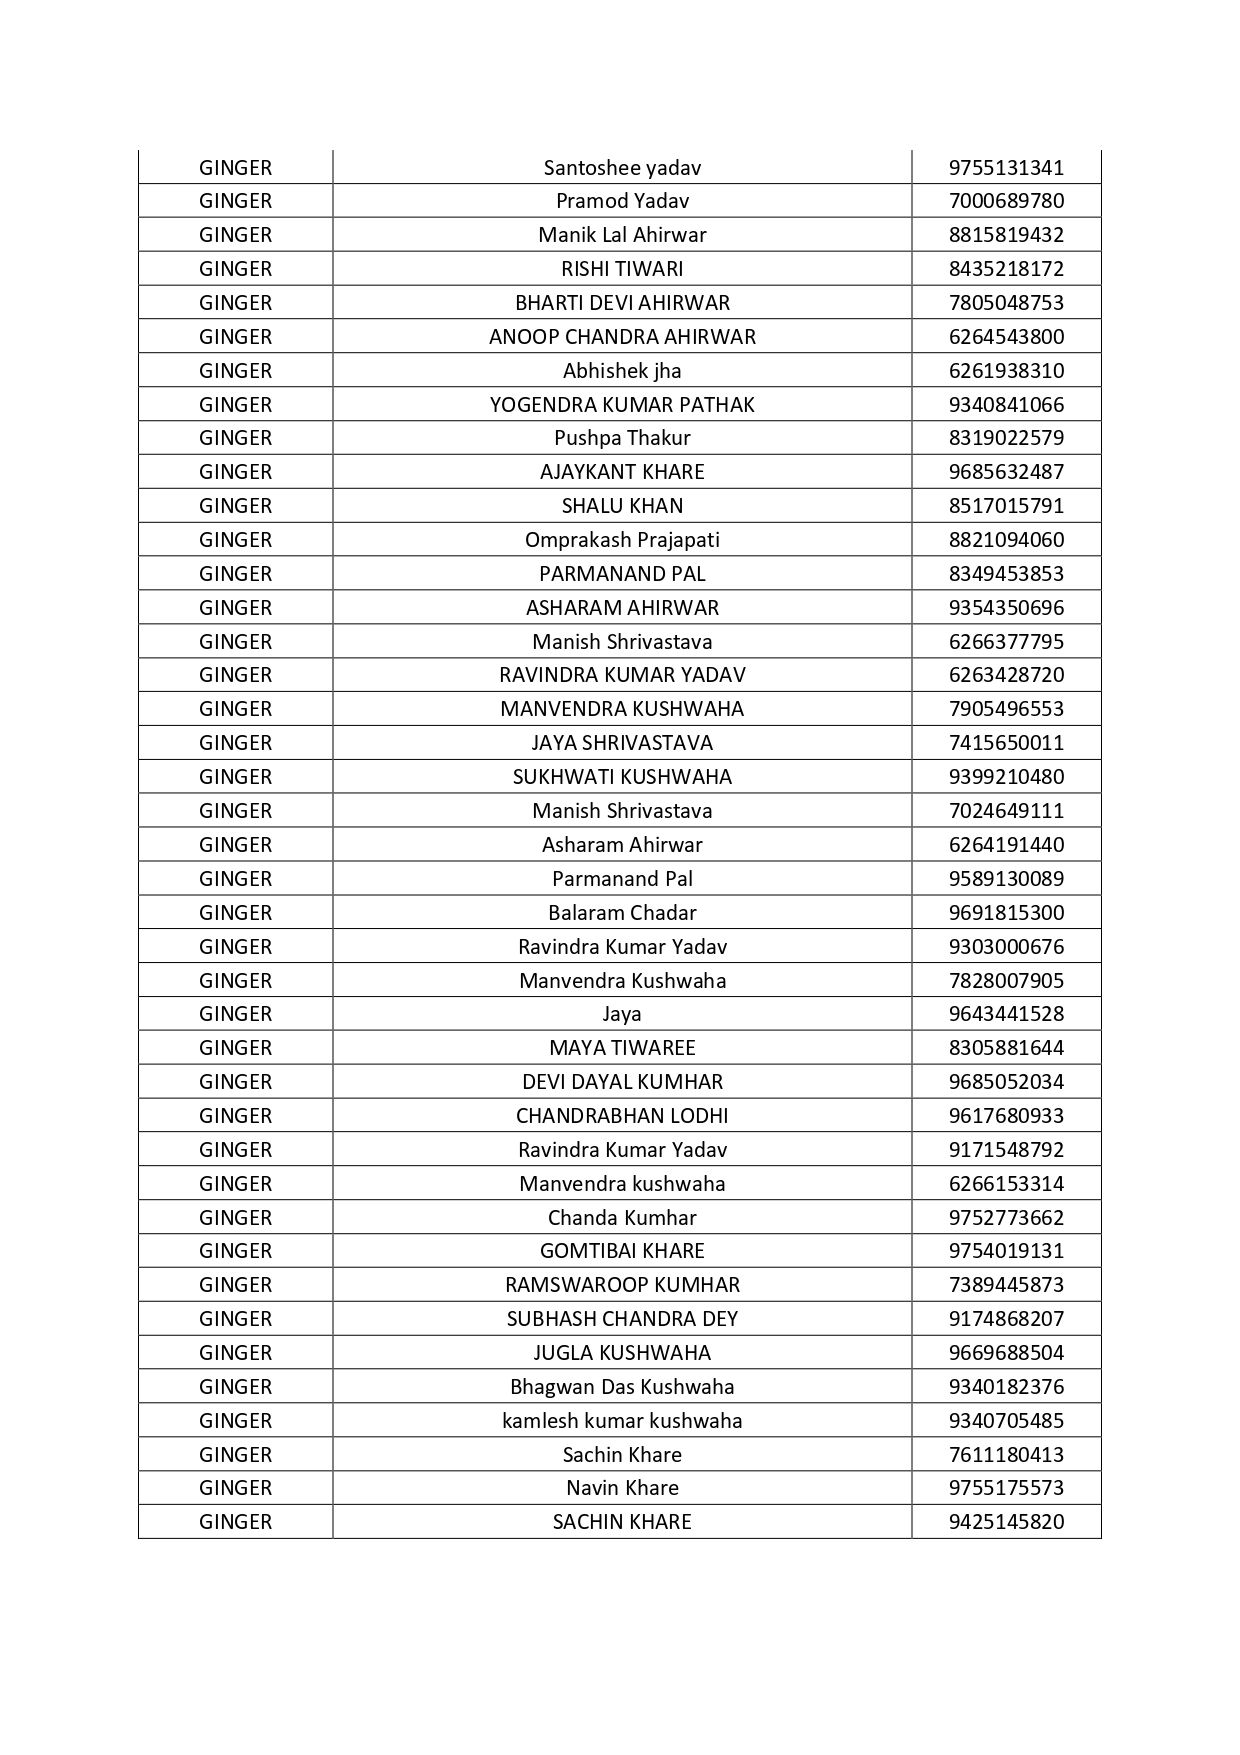 GINGER Santoshee yadav 9755131341
GINGER Pramod Yadav 7000689780
GINGER Manik Lal Ahirwar 8815819432
GINGER RISHI TIWARI 8435218172
GINGER BHARTI DEVI AHIRWAR 7805048753
GINGER ANOOP CHANDRA AHIRWAR 6264543800
GINGER Abhishek jha 6261938310
GINGER YOGENDRA KUMAR PATHAK 9340841066
GINGER Pushpa Thakur 8319022579
GINGER AJAYKANT KHARE 9685632487
GINGER SHALU KHAN 8517015791
GINGER Omprakash Prajapati 8821094060
GINGER PARMANAND PAL 8349453853
GINGER ASHARAM AHIRWAR 9354350696
GINGER Manish Shrivastava 6266377795
GINGER RAVINDRA KUMAR YADAV 6263428720
GINGER MANVENDRA KUSHWAHA 7905496553
GINGER JAYA SHRIVASTAVA 7415650011
GINGER SUKHWATI KUSHWAHA 9399210480
GINGER Manish Shrivastava 7024649111
GINGER Asharam Ahirwar 6264191440
GINGER Parmanand Pal 9589130089
GINGER Balaram Chadar 9691815300
GINGER Ravindra Kumar Yadav 9303000676
GINGER Manvendra Kushwaha 7828007905
GINGER Jaya 9643441528
GINGER MAYA TIWAREE 8305881644
GINGER DEVI DAYAL KUMHAR 9685052034
GINGER CHANDRABHAN LODHI 9617680933
GINGER Ravindra Kumar Yadav 9171548792
GINGER Manvendra kushwaha 6266153314
GINGER Chanda Kumhar 9752773662
GINGER GOMTIBAI KHARE 9754019131
GINGER RAMSWAROOP KUMHAR 7389445873
GINGER SUBHASH CHANDRA DEY 9174868207
GINGER JUGLA KUSHWAHA 9669688504
GINGER Bhagwan Das Kushwaha 9340182376
GINGER kamlesh kumar kushwaha 9340705485
GINGER Sachin Khare 7611180413
GINGER Navin Khare 9755175573
GINGER SACHIN KHARE 9425145820